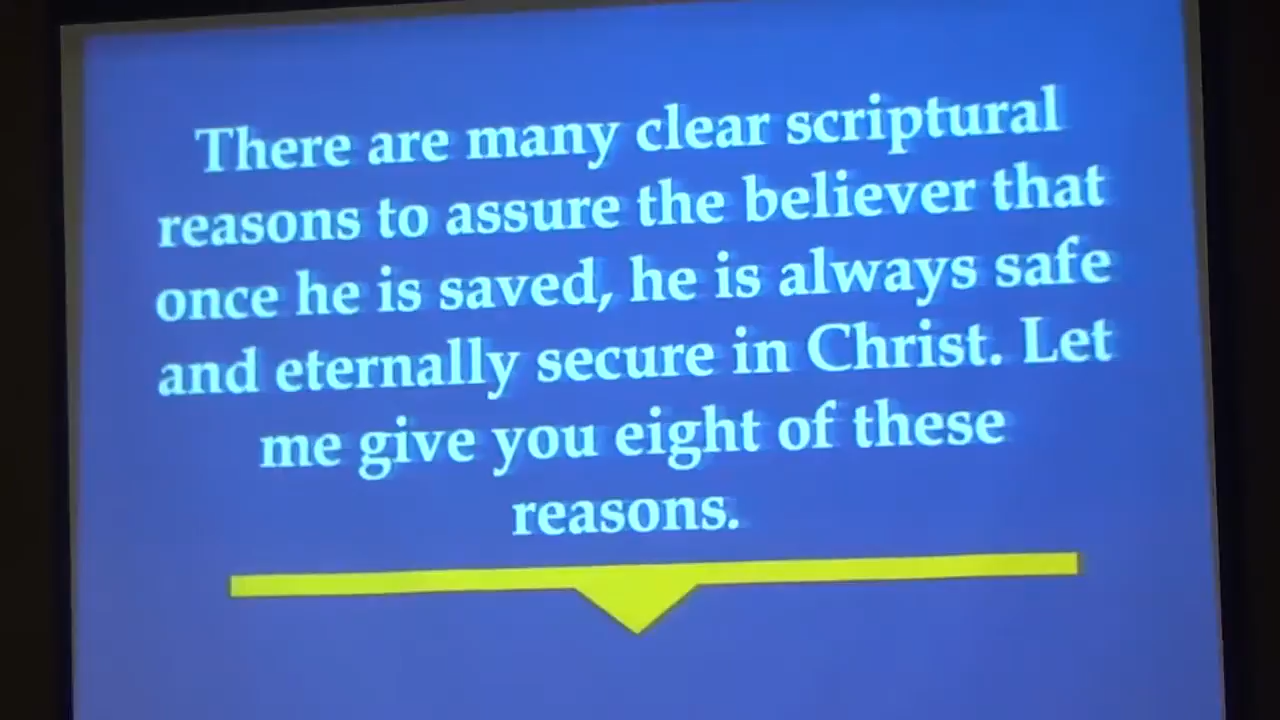 There are many clear scriptural
reasons to assure the believer that
once he is saved, he is always safe
and eternally secure in Christ. Let
me give you eight of these
reasons.